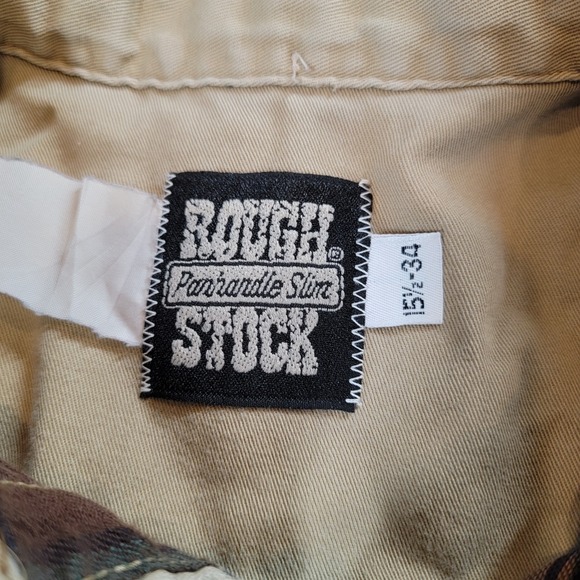 ROUGH®
Panhandle Slim
STOCK
15½-34